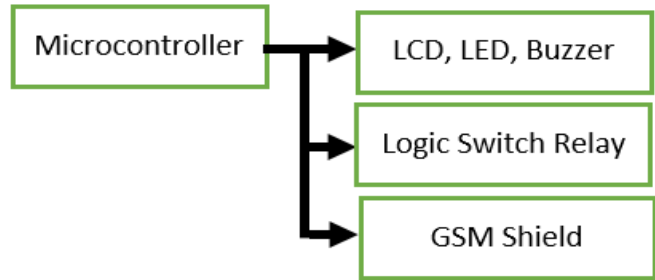 Microcontroller
LCD, LED, Buzzer
Logic Switch Relay
GSM Shield